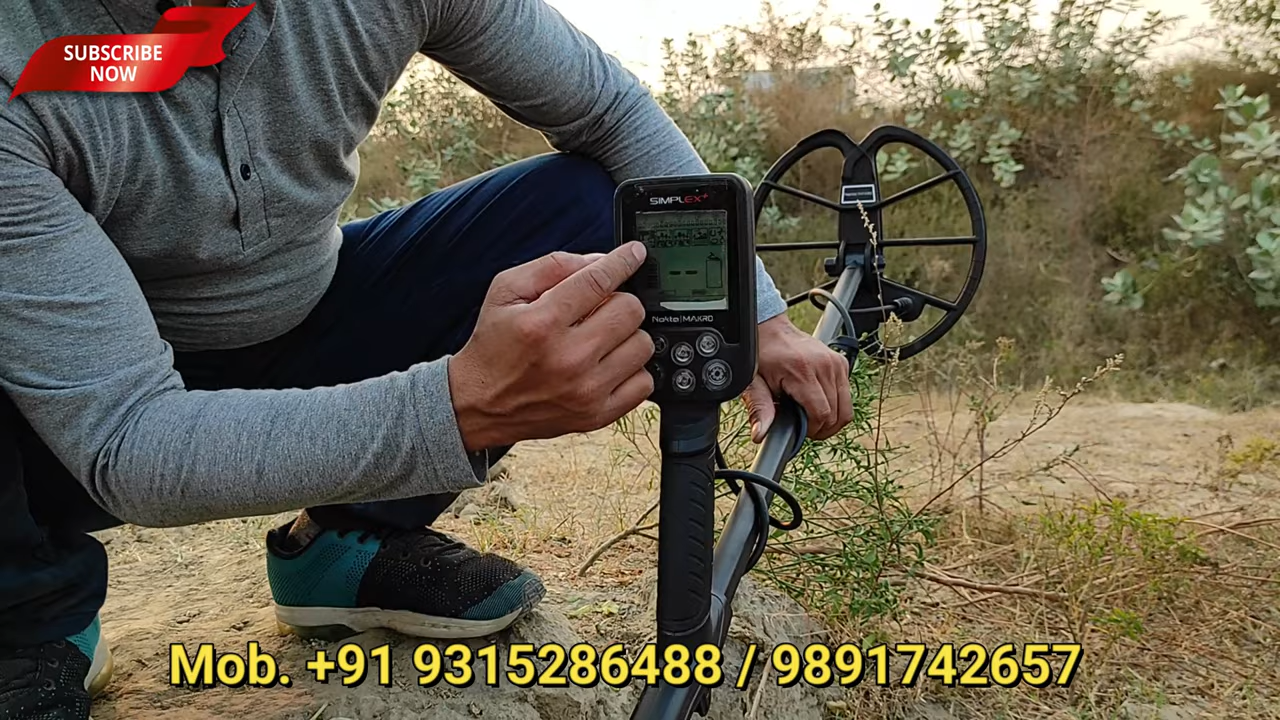 SUBSCRIBE
NOW
SIMPLEX+
Nokta|MAKRO
Mob. +91 9315286488 / 9891742657